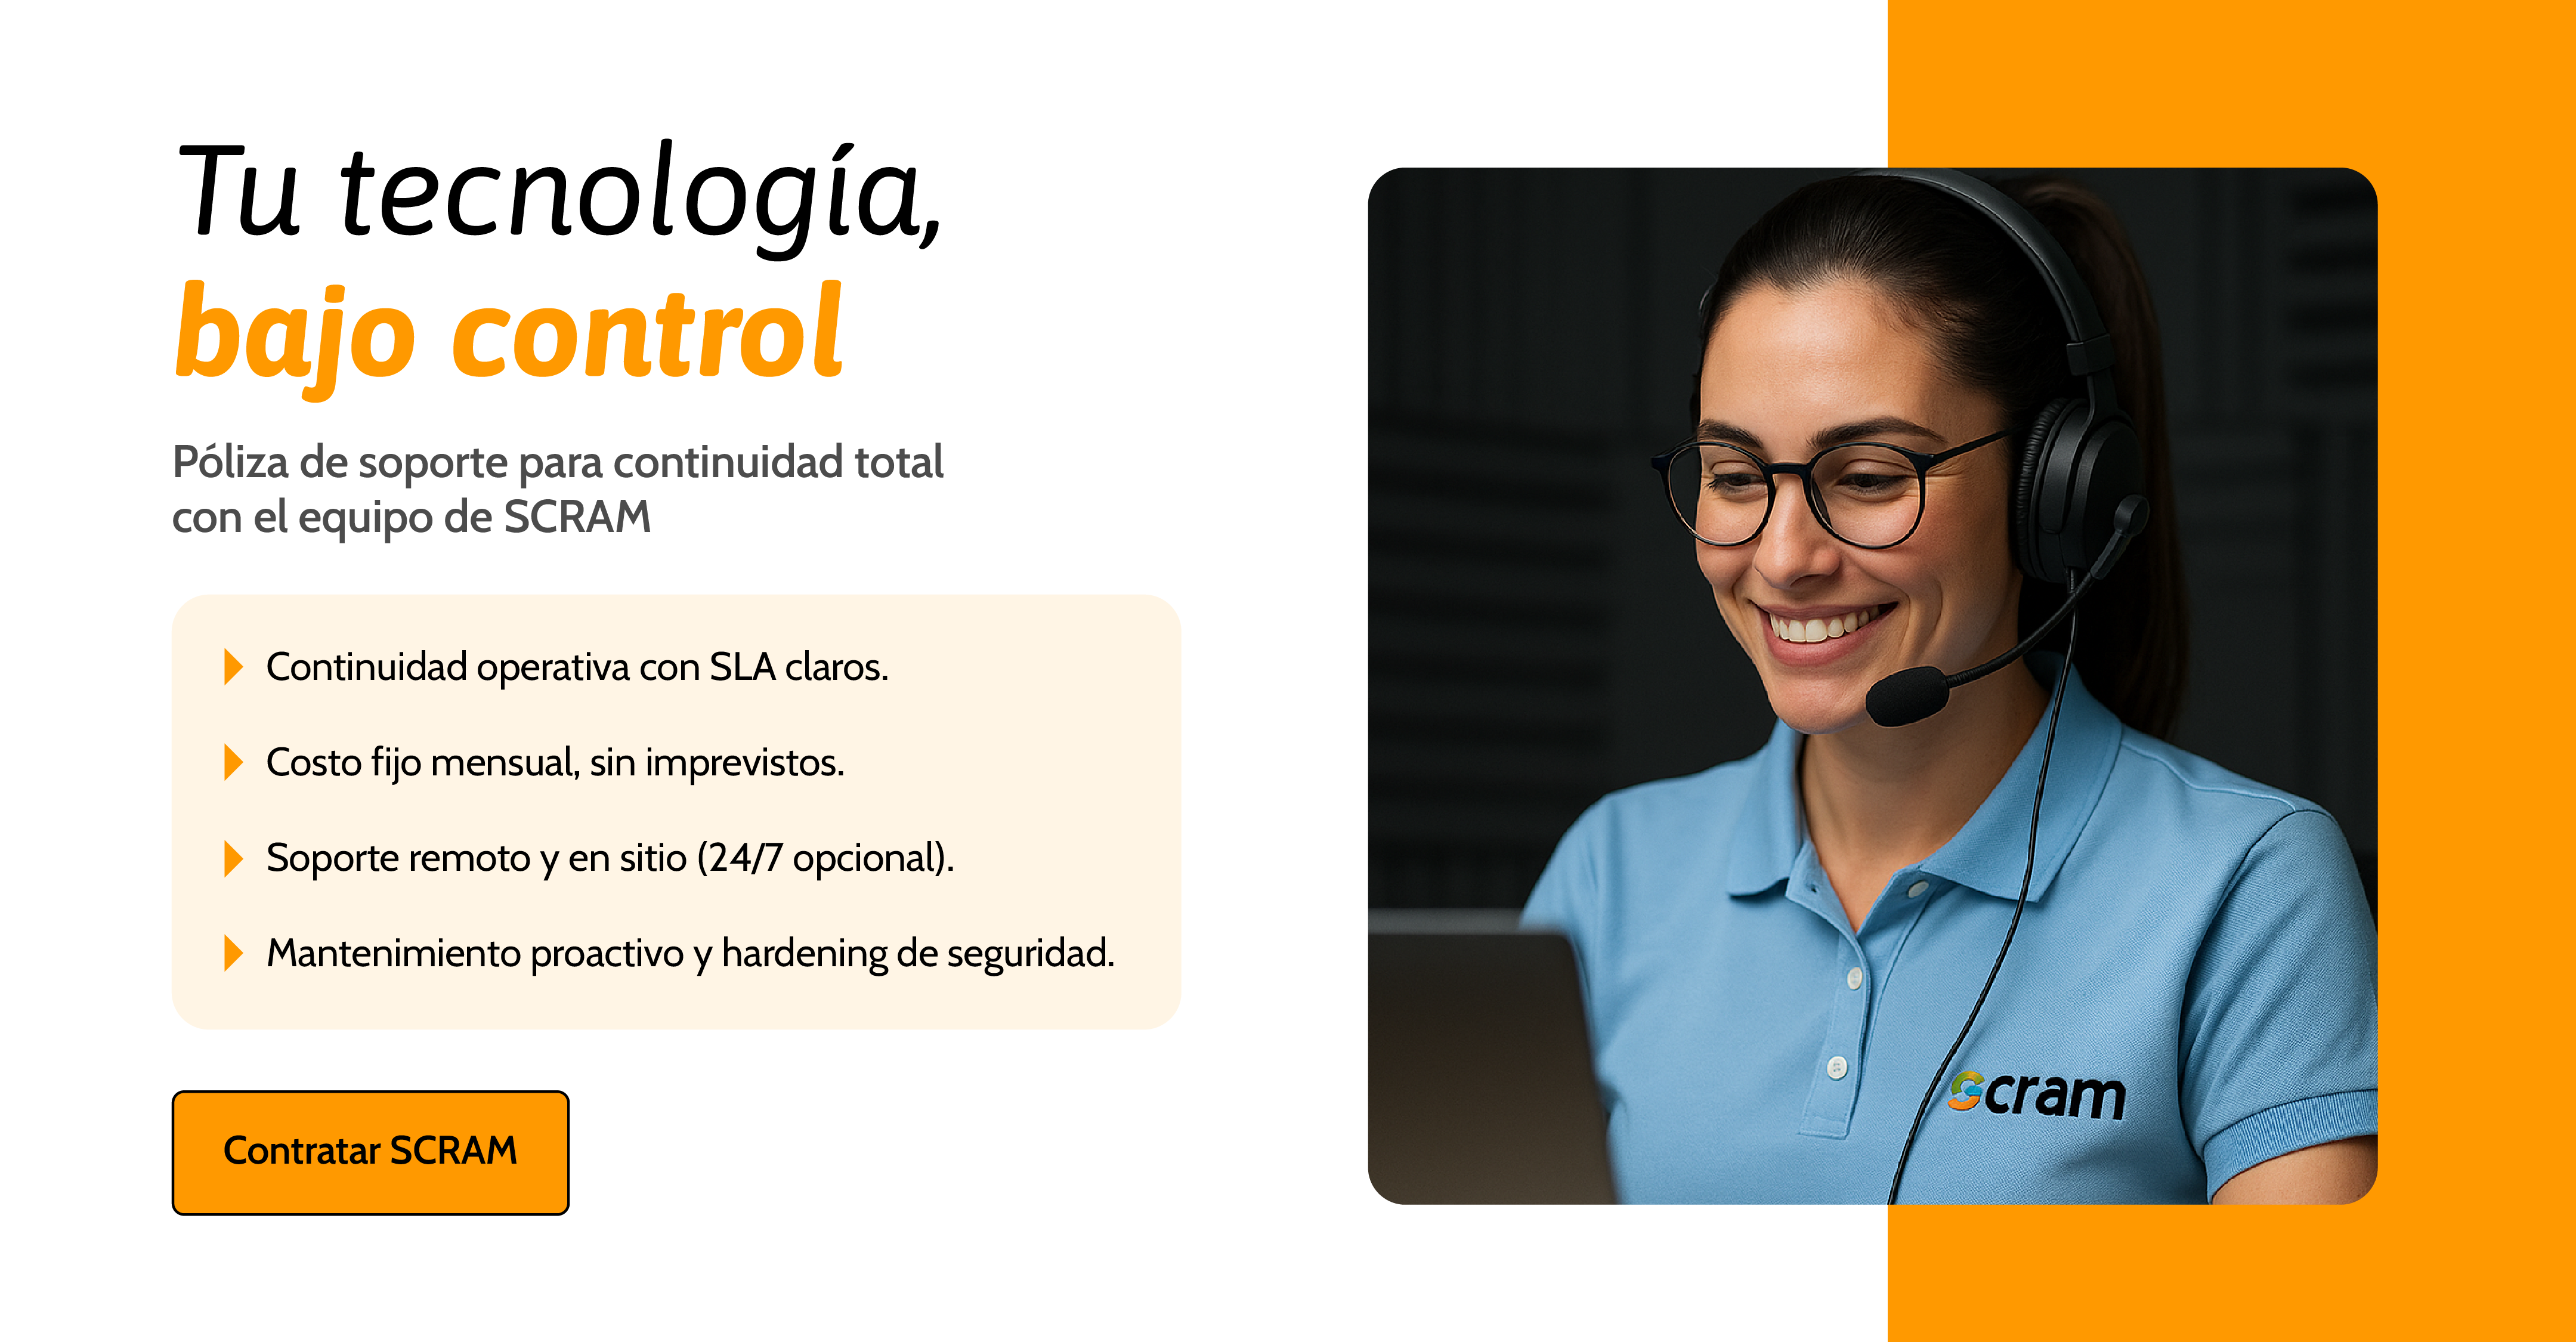 Tu tecnología,
bajo control
Póliza de soporte para continuidad total
con el equipo de SCRAM
Continuidad operativa con SLA claros.
Costo fijo mensual, sin imprevistos.
Soporte remoto y en sitio (24/7 opcional).
Mantenimiento proactivo y hardening de seguridad.
Contratar SCRAM
scram